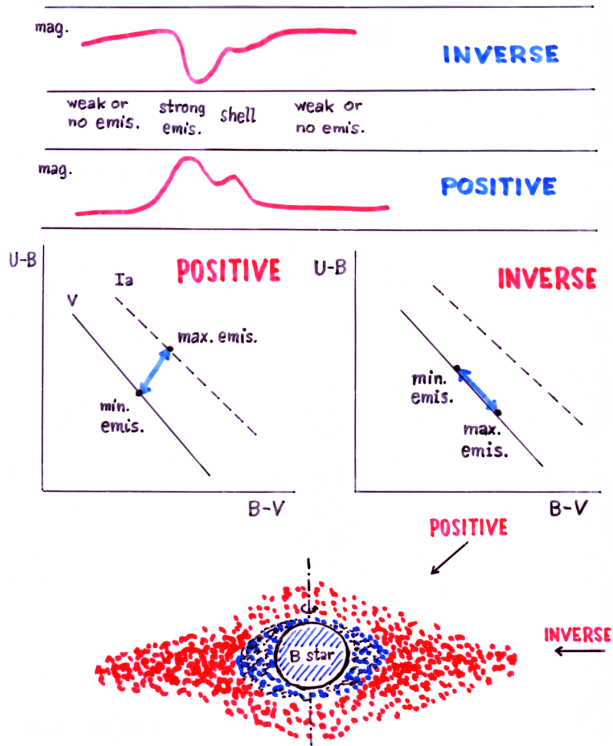 mag.
INVERSE
weak or
no emis.
strong
emis.
shell
weak or
no emis.
mag.
POSITIVE
U-B
POSITIVE
Ia
V
max. emis.
min.
emis.
B-V
U-B
INVERSE
min.
emis.
max.
emis.
B-V
POSITIVE
B star
INVERSE